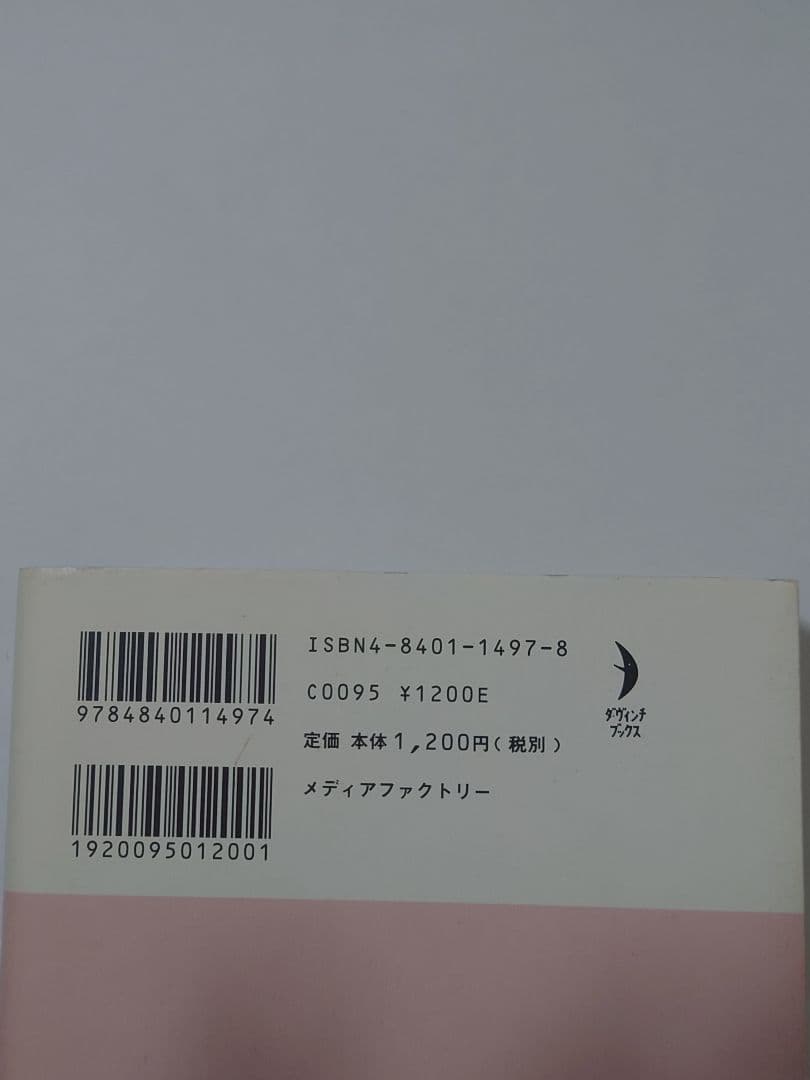 9784840114974
1920095012001
ISBN4-8401-1497-8
C0095 ¥1200E
定価 本体1,200円(税別)
メディアファクトリー
ダ・ヴィンチ
ブックス